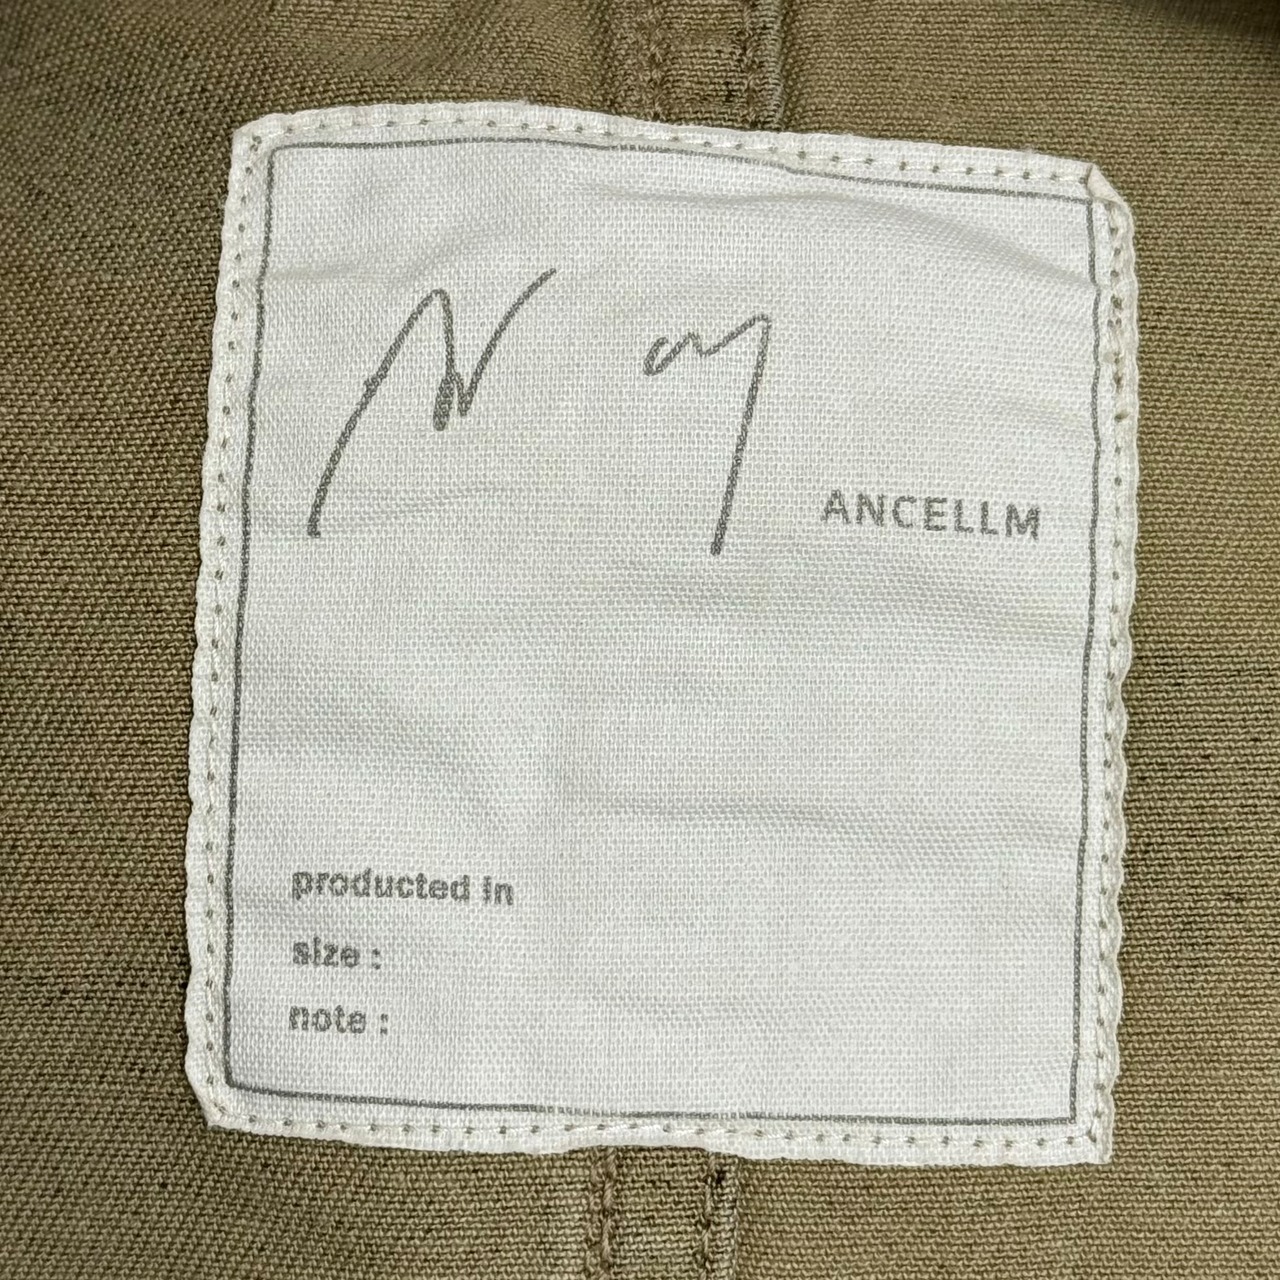 ANCELLM
producted in
size :
note :